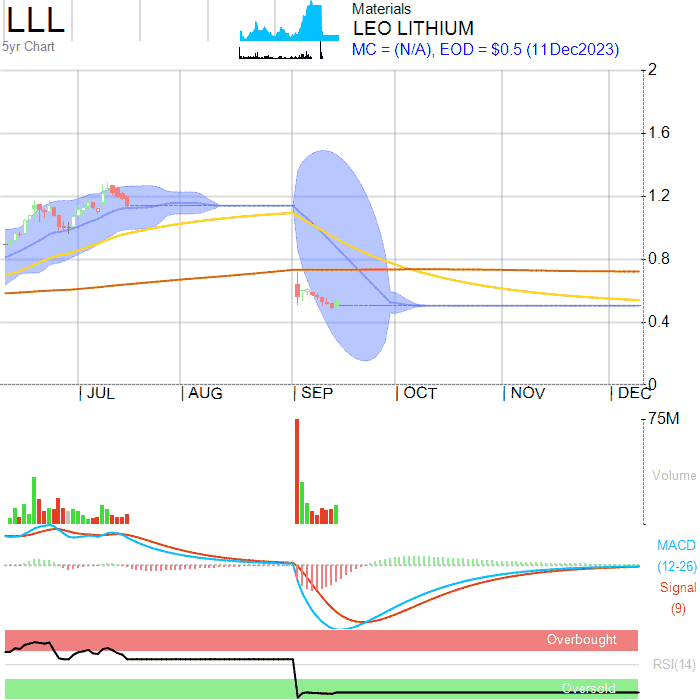 LLL
5yr Chart
Materials
LEO LITHIUM
MC = (N/A), EOD = $0.5 (11Dec2023)
2
1.6
1.2
0.8
0.4
0
JUL AUG SEP OCT NOV DEC
75M
Volume
MACD
(12-26)
Signal
(9)
Overbought
RSI(14)
Oversold